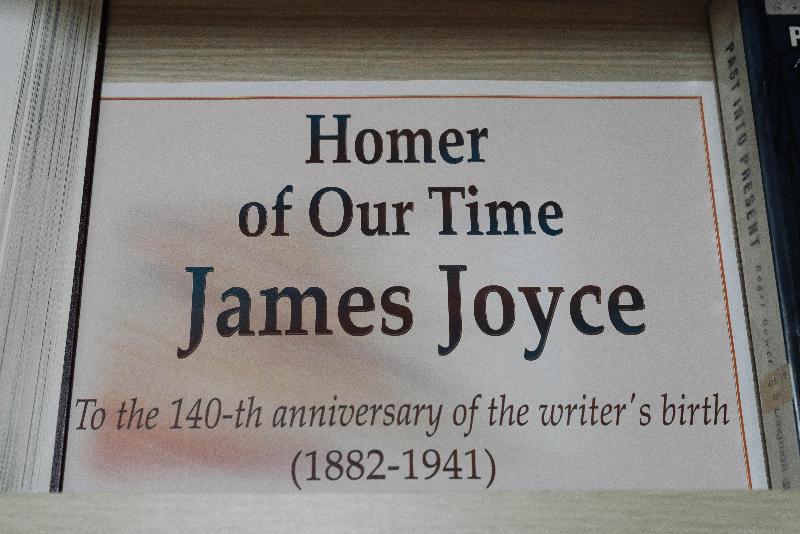 Homer
of Our Time
James Joyce
To the 140-th anniversary of the writer's birth
(1882-1941)
PAST INTO PRESENT